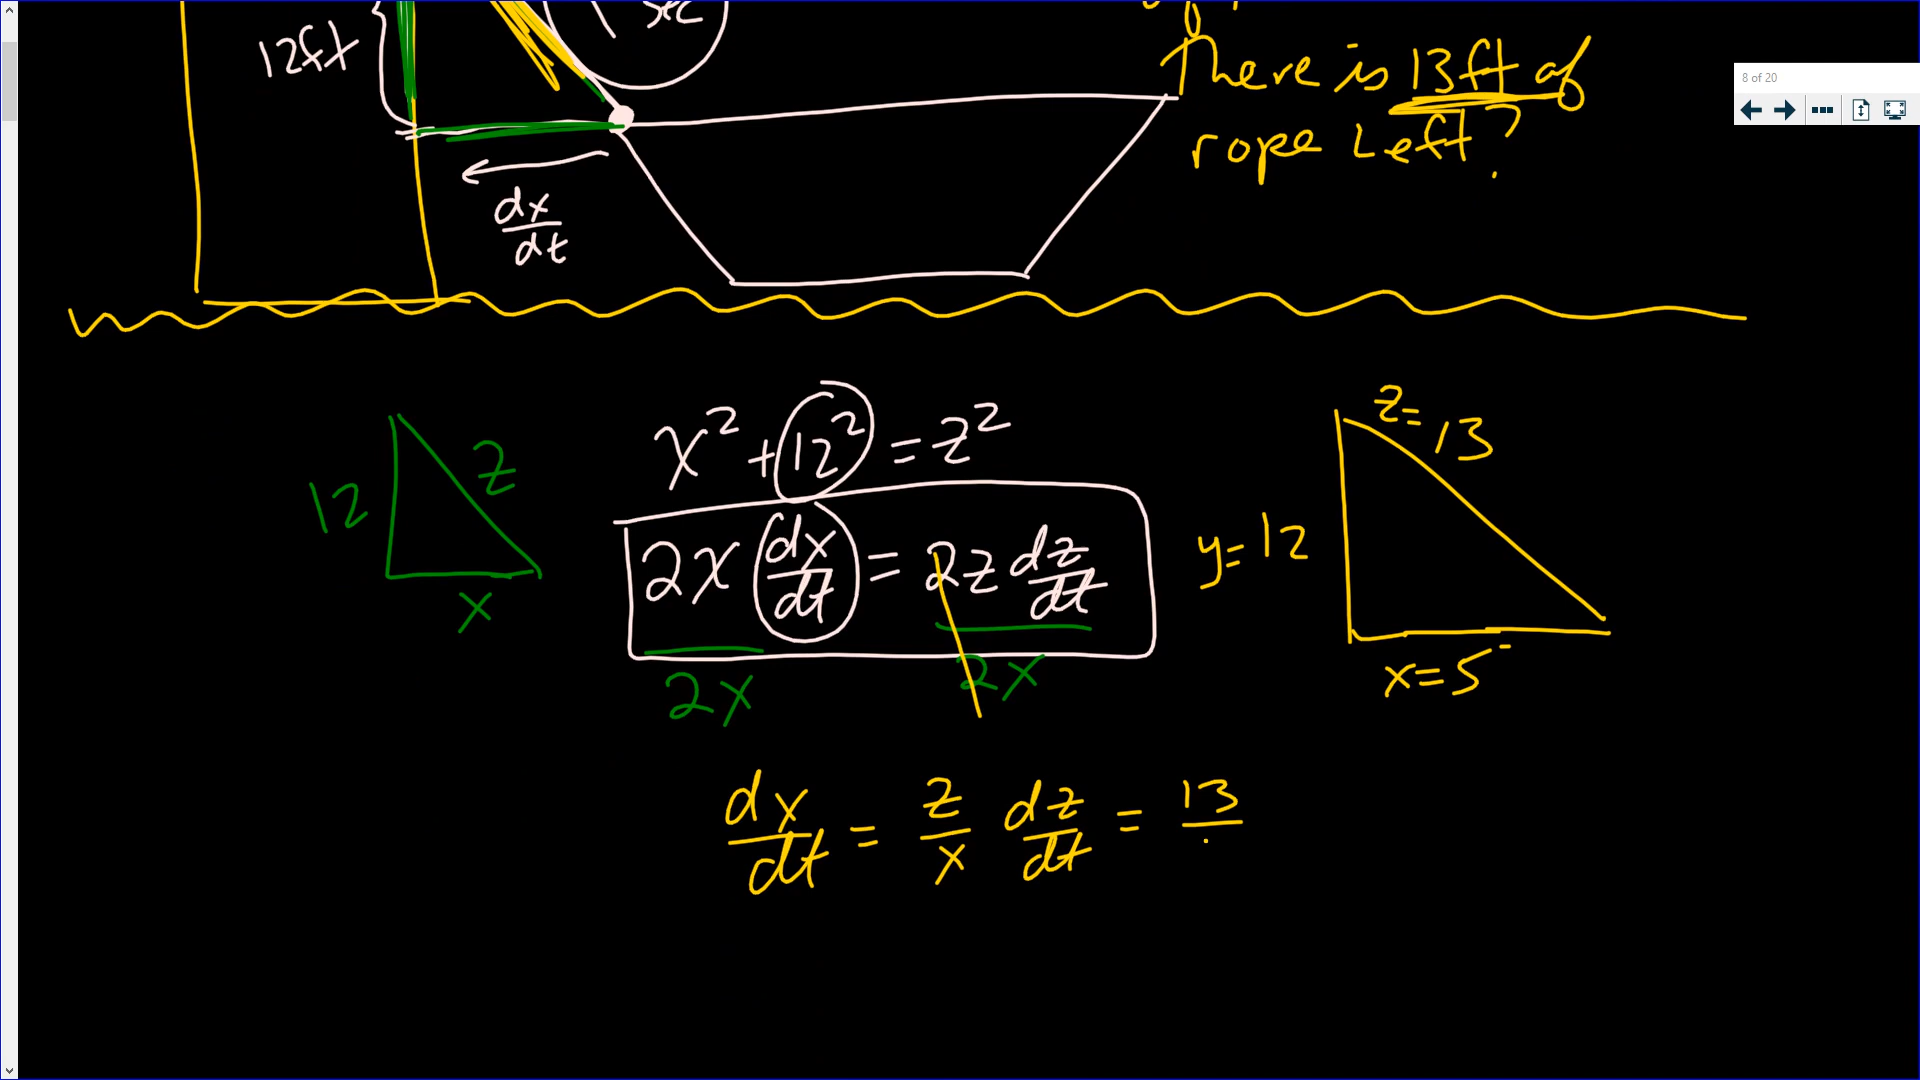 12ft
sec
There is 13ft of
rope Left?
8 of 20
dx/dt
12
z
x
x² + 12² = z²
2x dx/dt = 2z dz/dt
2x 2x
z = 13
y = 12
x = 5
dx/dt = z/x dz/dt = 13